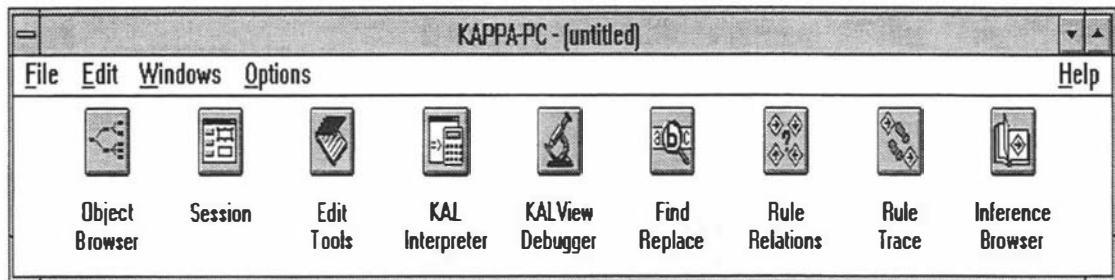 KAPPA-PC - (untitled)
File Edit Windows Options Help
abc
Object Browser
Session
Edit Tools
KAL Interpreter
KALView Debugger
Find Replace
Rule Relations
Rule Trace
Inference Browser